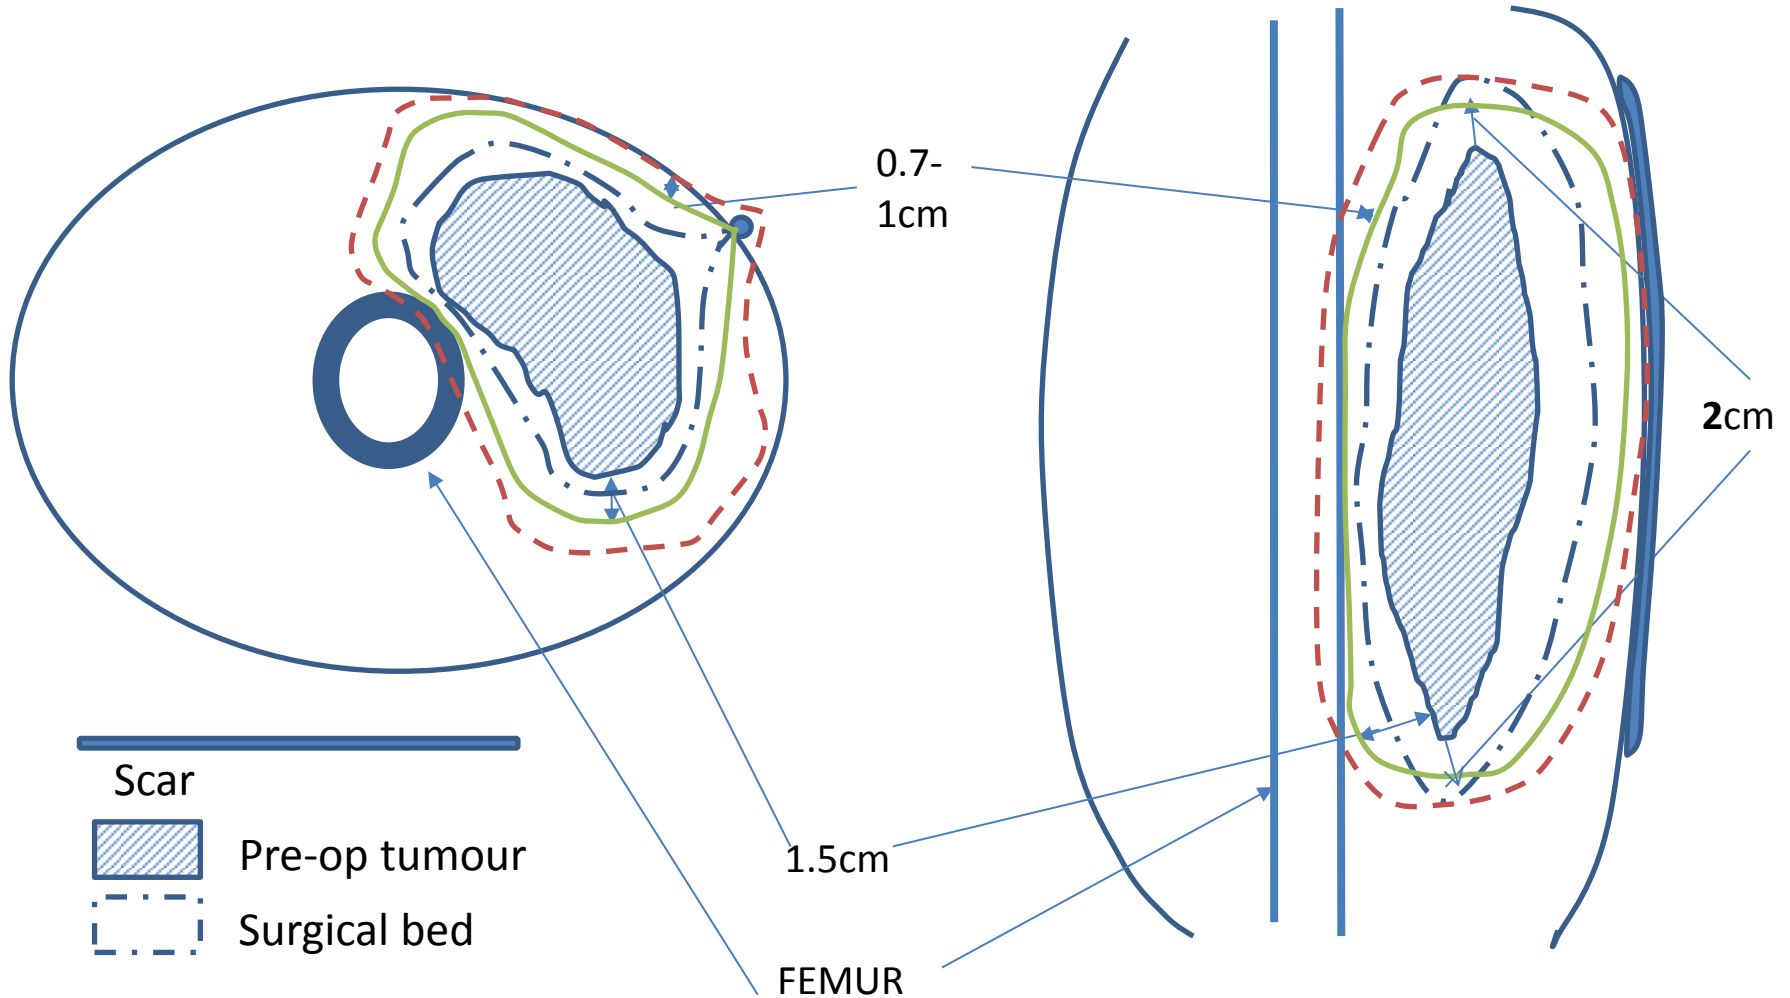 0.7-
1cm
2cm
Scar
Pre-op tumour
1.5cm
Surgical bed
FEMUR